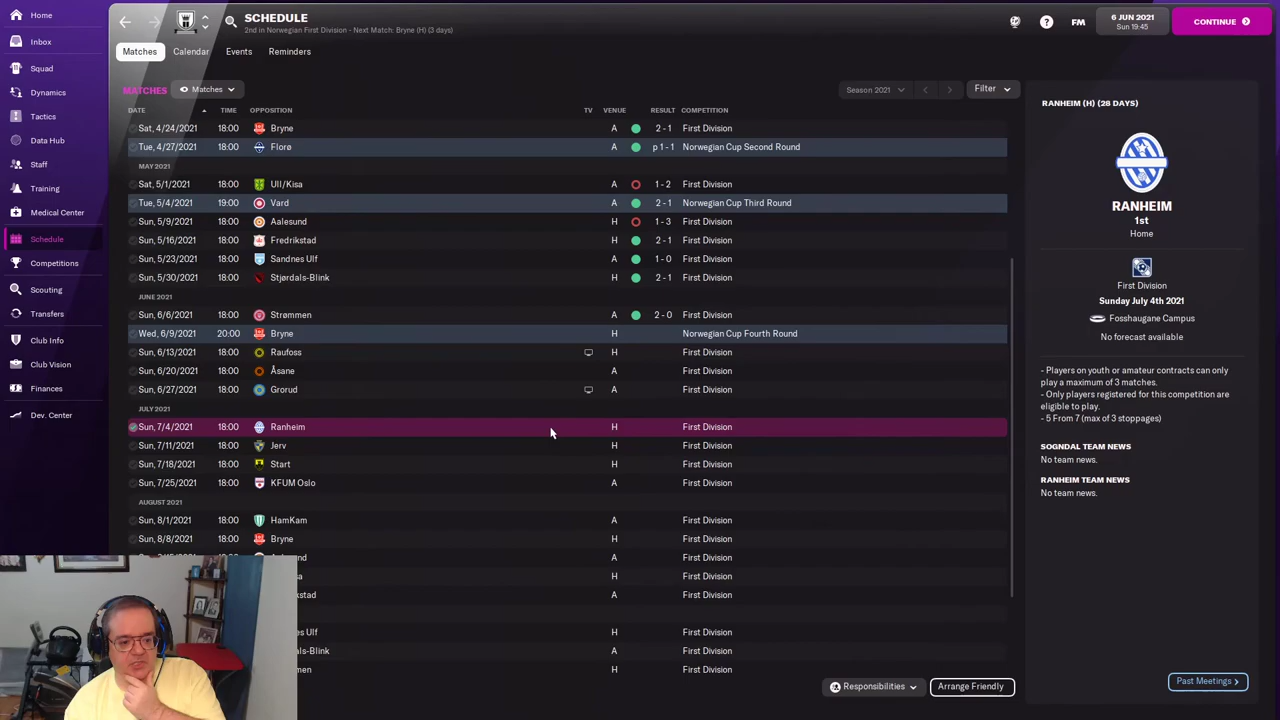 SCHEDULE
2nd in Norwegian First Division - Next Match: Bryne (H) (3 days)
FM
6 JUN 2021
Sun 19:45
CONTINUE
Home
Inbox
Squad
Dynamics
Tactics
Data Hub
Staff
Training
Medical Center
Schedule
Competitions
Scouting
Transfers
Club Info
Club Vision
Finances
Dev. Center
Matches Calendar Events Reminders
MATCHES Matches Season 2021 Filter
DATE TIME OPPOSITION TV VENUE RESULT COMPETITION
Sat, 4/24/2021 18:00 Bryne A 2 - 1 First Division
Tue, 4/27/2021 18:00 Florø A p 1 - 1 Norwegian Cup Second Round
MAY 2021
Sat, 5/1/2021 18:00 Ull/Kisa A 1 - 2 First Division
Tue, 5/4/2021 19:00 Vard A 2 - 1 Norwegian Cup Third Round
Sun, 5/9/2021 18:00 Aalesund H 1 - 3 First Division
Sun, 5/16/2021 18:00 Fredrikstad H 2 - 1 First Division
Sun, 5/23/2021 18:00 Sandnes Ulf A 1 - 0 First Division
Sun, 5/30/2021 18:00 Stjørdals-Blink H 2 - 1 First Division
JUNE 2021
Sun, 6/6/2021 18:00 Strømmen A 2 - 0 First Division
Wed, 6/9/2021 20:00 Bryne H Norwegian Cup Fourth Round
Sun, 6/13/2021 18:00 Raufoss H First Division
Sun, 6/20/2021 18:00 Åsane A First Division
Sun, 6/27/2021 18:00 Grorud A First Division
JULY 2021
Sun, 7/4/2021 18:00 Ranheim H First Division
Sun, 7/11/2021 18:00 Jerv H First Division
Sun, 7/18/2021 18:00 Start H First Division
Sun, 7/25/2021 18:00 KFUM Oslo A First Division
AUGUST 2021
Sun, 8/1/2021 18:00 HamKam A First Division
Sun, 8/8/2021 18:00 Bryne H First Division
A First Division
sa H First Division
kstad A First Division
es Ulf H First Division
dals-Blink A First Division
men H First Division
Responsibilities Arrange Friendly
RANHEIM (H) (28 DAYS)
RANHEIM
1st
Home
First Division
Sunday July 4th 2021
Fosshaugane Campus
No forecast available
- Players on youth or amateur contracts can only
play a maximum of 3 matches.
- Only players registered for this competition are
eligible to play.
- 5 From 7 (max of 3 stoppages)
SOGNDAL TEAM NEWS
No team news.
RANHEIM TEAM NEWS
No team news.
Past Meetings >